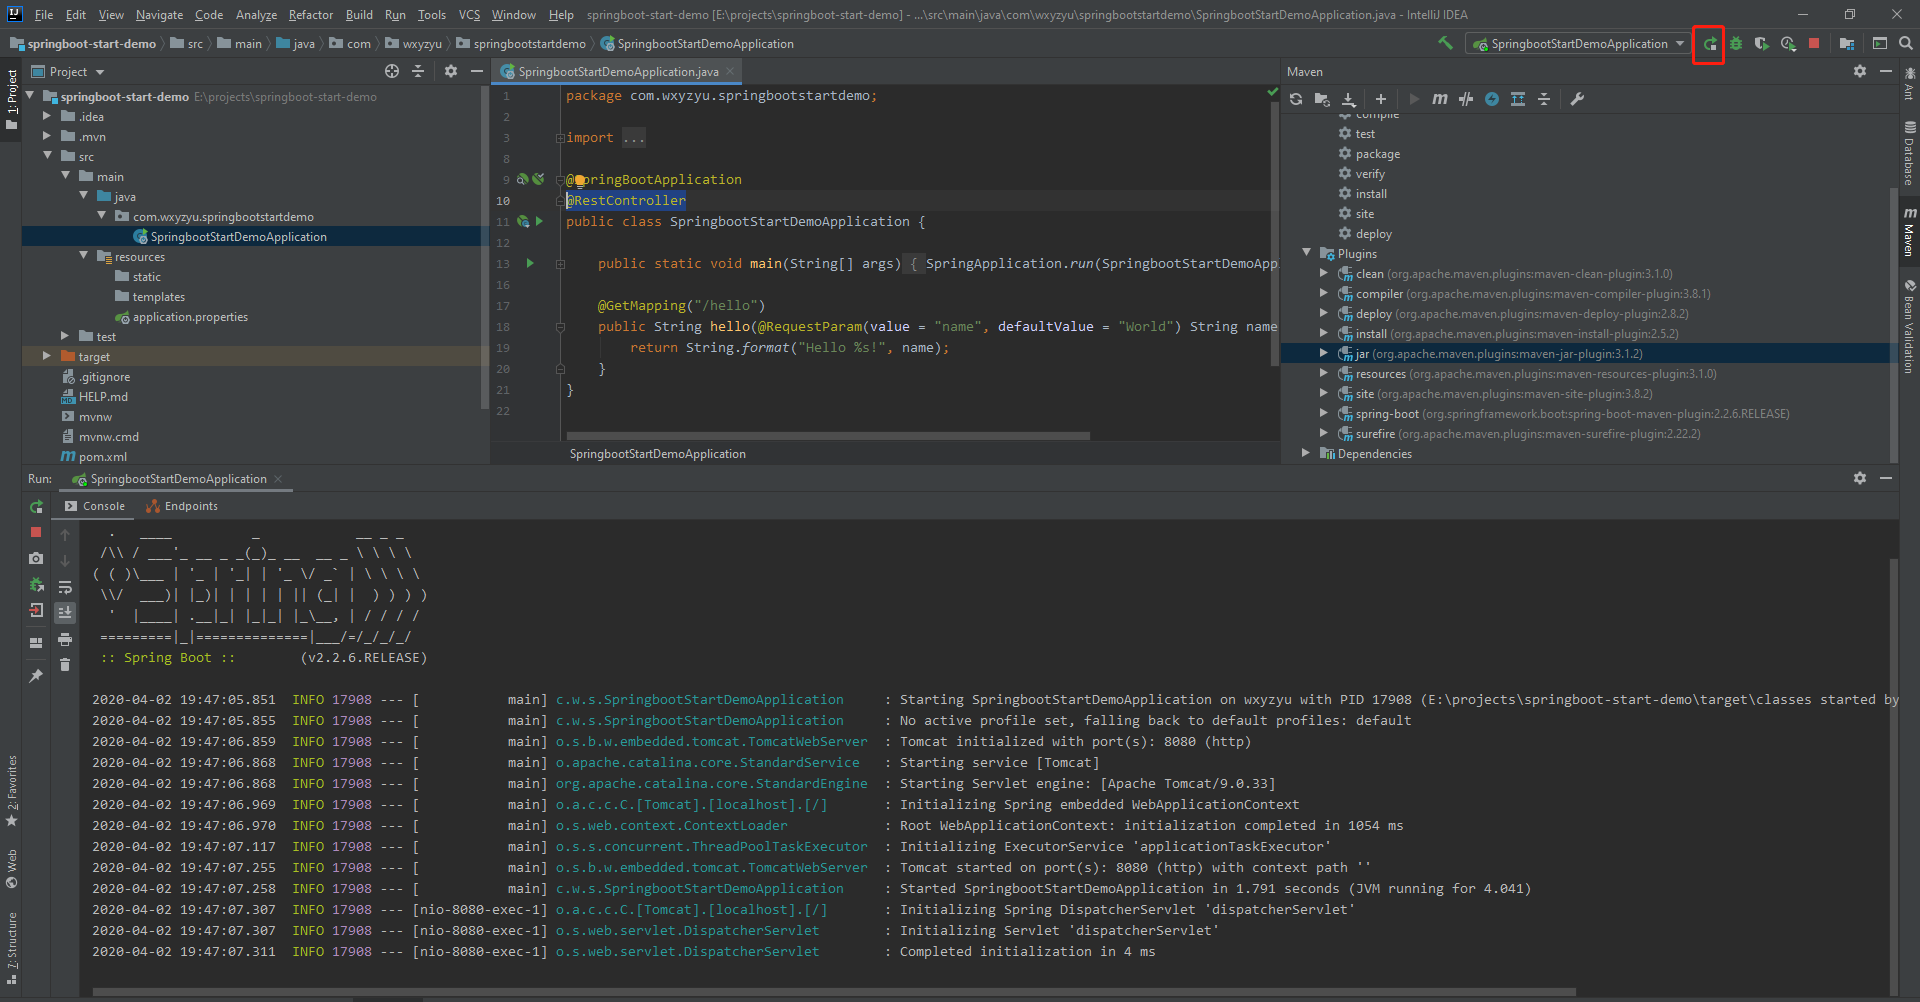 File Edit View Navigate Code Analyze Refactor Build Run Tools VCS Window Help springboot-start-demo [E:\projects\springboot-start-demo] - ...\src\main\java\com\wxyzyu\springbootstartdemo\SpringbootStartDemoApplication.java - IntelliJ IDEA
springboot-start-demo src main java com wxyzyu springbootstartdemo SpringbootStartDemoApplication SpringbootStartDemoApplication
1: Project
Project
springboot-start-demo E:\projects\springboot-start-demo
.idea
.mvn
src
main
java
com.wxyzyu.springbootstartdemo
SpringbootStartDemoApplication
resources
static
templates
application.properties
test
target
.gitignore
HELP.md
mvnw
mvnw.cmd
pom.xml
SpringbootStartDemoApplication.java
1 package com.wxyzyu.springbootstartdemo;
2
3 import ...
8
9 @SpringBootApplication
10 @RestController
11 public class SpringbootStartDemoApplication {
12
13 public static void main(String[] args) { SpringApplication.run(SpringbootStartDemoApp
16
17 @GetMapping("/hello")
18 public String hello(@RequestParam(value = "name", defaultValue = "World") String name
19 return String.format("Hello %s!", name);
20 }
21 }
22
SpringbootStartDemoApplication
Maven
compile
test
package
verify
install
site
deploy
Plugins
clean (org.apache.maven.plugins:maven-clean-plugin:3.1.0)
compiler (org.apache.maven.plugins:maven-compiler-plugin:3.8.1)
deploy (org.apache.maven.plugins:maven-deploy-plugin:2.8.2)
install (org.apache.maven.plugins:maven-install-plugin:2.5.2)
jar (org.apache.maven.plugins:maven-jar-plugin:3.1.2)
resources (org.apache.maven.plugins:maven-resources-plugin:3.1.0)
site (org.apache.maven.plugins:maven-site-plugin:3.8.2)
spring-boot (org.springframework.boot:spring-boot-maven-plugin:2.2.6.RELEASE)
surefire (org.apache.maven.plugins:maven-surefire-plugin:2.22.2)
Dependencies
Ant
Database
Maven
Bean Validation
Run: SpringbootStartDemoApplication
Console Endpoints
:: Spring Boot :: (v2.2.6.RELEASE)
2020-04-02 19:47:05.851 INFO 17908 --- [ main] c.w.s.SpringbootStartDemoApplication : Starting SpringbootStartDemoApplication on wxyzyu with PID 17908 (E:\projects\springboot-start-demo\target\classes started by
2020-04-02 19:47:05.855 INFO 17908 --- [ main] c.w.s.SpringbootStartDemoApplication : No active profile set, falling back to default profiles: default
2020-04-02 19:47:06.859 INFO 17908 --- [ main] o.s.b.w.embedded.tomcat.TomcatWebServer : Tomcat initialized with port(s): 8080 (http)
2020-04-02 19:47:06.868 INFO 17908 --- [ main] o.apache.catalina.core.StandardService : Starting service [Tomcat]
2020-04-02 19:47:06.868 INFO 17908 --- [ main] org.apache.catalina.core.StandardEngine : Starting Servlet engine: [Apache Tomcat/9.0.33]
2020-04-02 19:47:06.969 INFO 17908 --- [ main] o.a.c.c.C.[Tomcat].[localhost].[/] : Initializing Spring embedded WebApplicationContext
2020-04-02 19:47:06.970 INFO 17908 --- [ main] o.s.web.context.ContextLoader : Root WebApplicationContext: initialization completed in 1054 ms
2020-04-02 19:47:07.117 INFO 17908 --- [ main] o.s.s.concurrent.ThreadPoolTaskExecutor : Initializing ExecutorService 'applicationTaskExecutor'
2020-04-02 19:47:07.255 INFO 17908 --- [ main] o.s.b.w.embedded.tomcat.TomcatWebServer : Tomcat started on port(s): 8080 (http) with context path ''
2020-04-02 19:47:07.258 INFO 17908 --- [ main] c.w.s.SpringbootStartDemoApplication : Started SpringbootStartDemoApplication in 1.791 seconds (JVM running for 4.041)
2020-04-02 19:47:07.307 INFO 17908 --- [nio-8080-exec-1] o.a.c.c.C.[Tomcat].[localhost].[/] : Initializing Spring DispatcherServlet 'dispatcherServlet'
2020-04-02 19:47:07.307 INFO 17908 --- [nio-8080-exec-1] o.s.web.servlet.DispatcherServlet : Initializing Servlet 'dispatcherServlet'
2020-04-02 19:47:07.311 INFO 17908 --- [nio-8080-exec-1] o.s.web.servlet.DispatcherServlet : Completed initialization in 4 ms
2: Favorites
Web
7: Structure